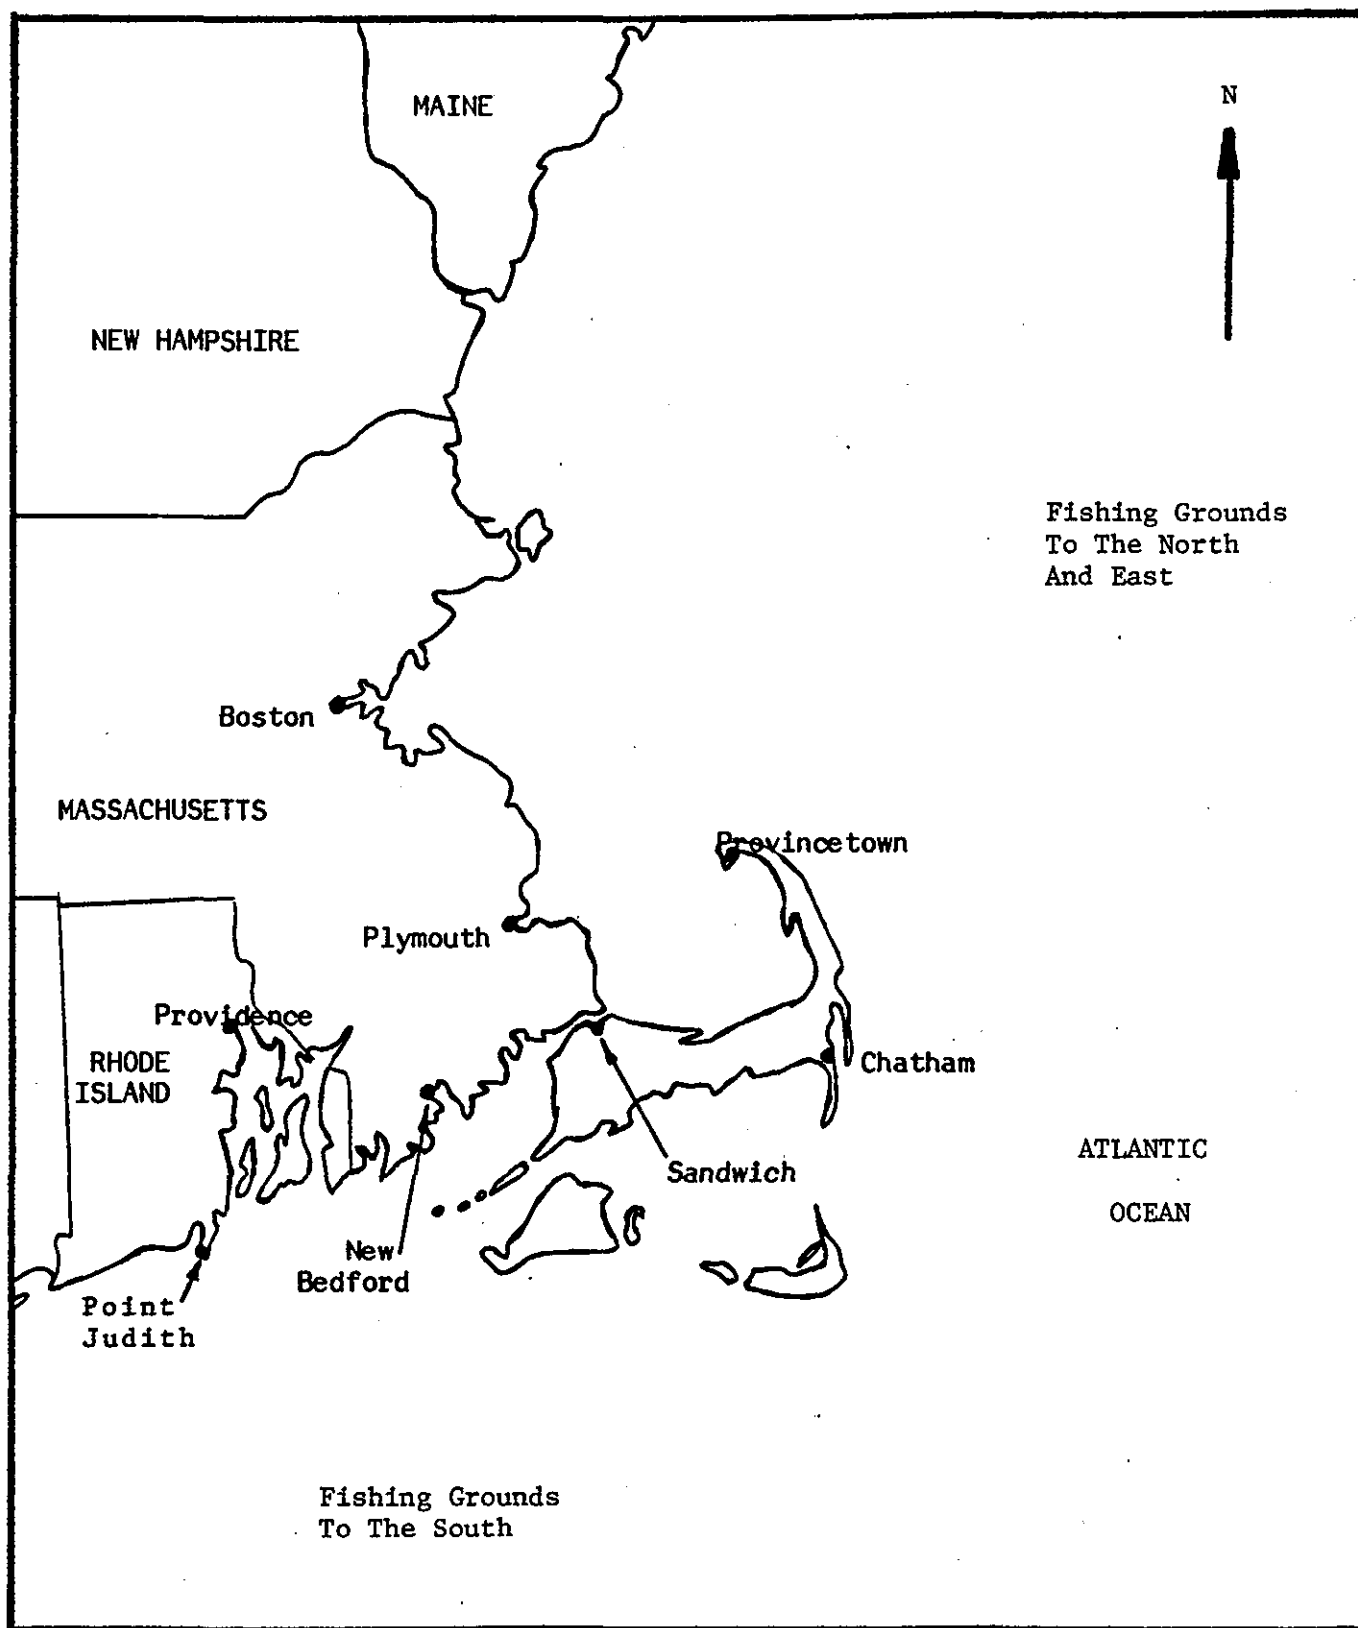 MAINE
N
NEW HAMPSHIRE
Fishing Grounds
To The North
And East
Boston
MASSACHUSETTS
Provincetown
Plymouth
Providence
RHODE
ISLAND
Chatham
Sandwich
ATLANTIC
OCEAN
New
Bedford
Point
Judith
Fishing Grounds
To The South